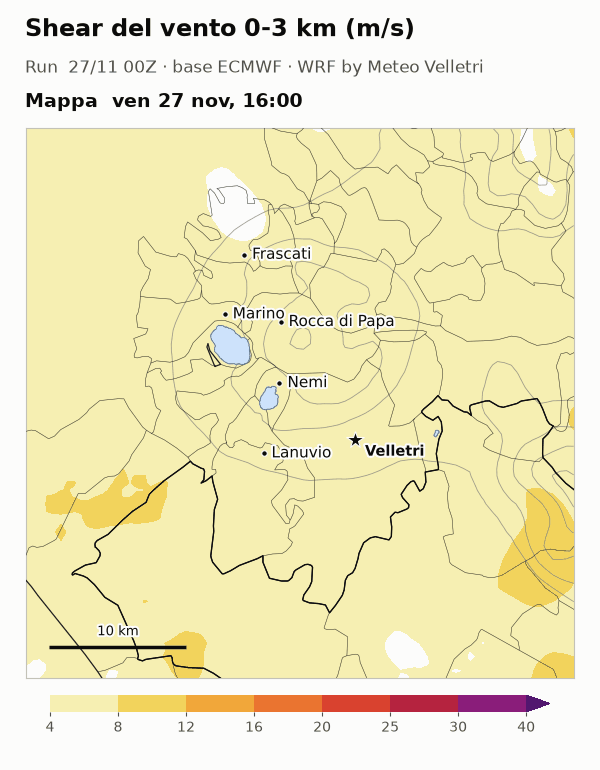 Shear del vento 0-3 km (m/s)
Run  27/11 00Z · base ECMWF · WRF by Meteo Velletri
Mappa  ven 27 nov, 16:00
Frascati
Marino
Rocca di Papa
Nemi
Velletri
Lanuvio
10 km
4 8 12 16 20 25 30 40